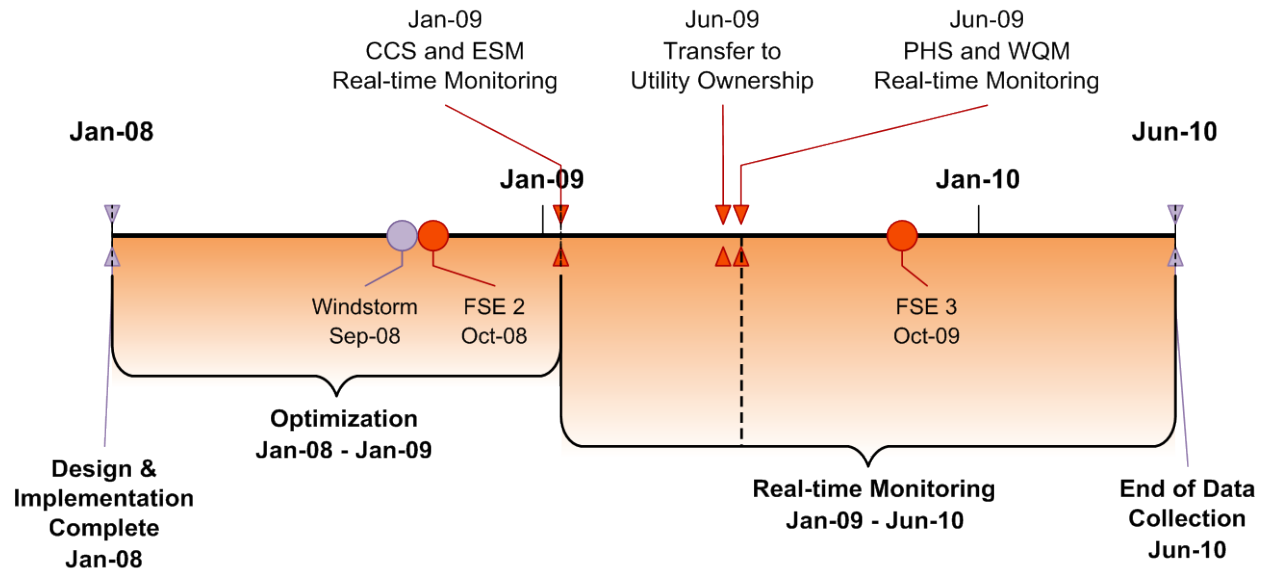 Jan-09
CCS and ESM
Real-time Monitoring
Jun-09
Transfer to
Utility Ownership
Jun-09
PHS and WQM
Real-time Monitoring
Jan-08
Jun-10
Jan-09
Jan-10
Windstorm
Sep-08
FSE 2
Oct-08
FSE 3
Oct-09
Optimization
Jan-08 - Jan-09
Design &
Implementation
Complete
Jan-08
Real-time Monitoring
Jan-09 - Jun-10
End of Data
Collection
Jun-10